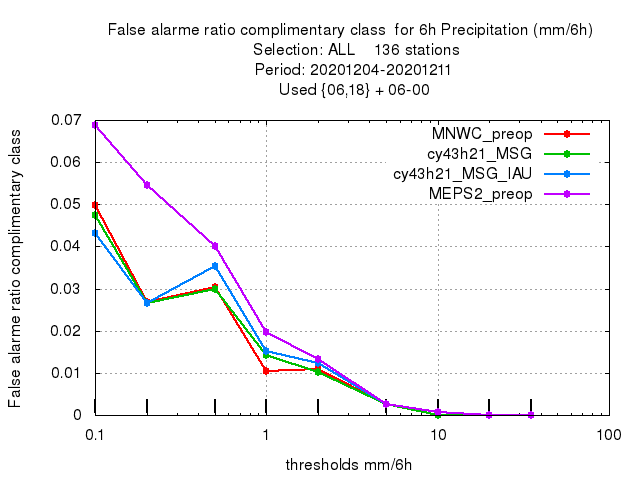 False alarme ratio complimentary class for 6h Precipitation (mm/6h)
Selection: ALL 136 stations
Period: 20201204-20201211
Used {06,18} + 06-00
False alarme ratio complimentary class
0.07
0.06
0.05
0.04
0.03
0.02
0.01
0
MNWC_preop
cy43h21_MSG
cy43h21_MSG_IAU
MEPS2_preop
0.1 1 10 100
thresholds mm/6h